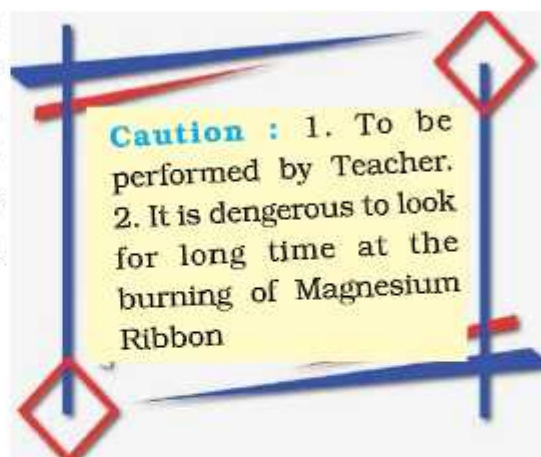 Caution : 1. To be
performed by Teacher.
2. It is dengerous to look
for long time at the
burning of Magnesium
Ribbon